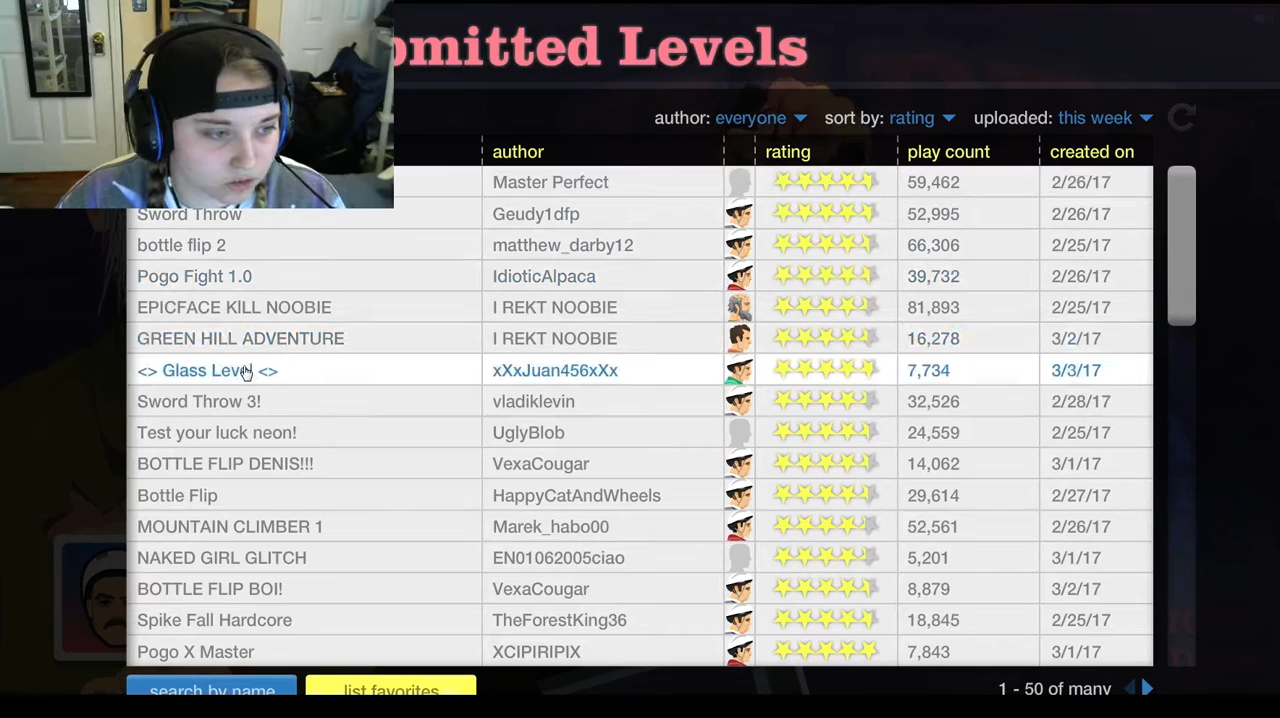 omitted Levels
author: everyone sort by: rating uploaded: this week
author rating play count created on
Master Perfect 59,462 2/26/17
Sword Throw Geudy1dfp 52,995 2/26/17
bottle flip 2 matthew_darby12 66,306 2/25/17
Pogo Fight 1.0 IdioticAlpaca 39,732 2/26/17
EPICFACE KILL NOOBIE I REKT NOOBIE 81,893 2/25/17
GREEN HILL ADVENTURE I REKT NOOBIE 16,278 3/2/17
<> Glass Level <> xXxJuan456xXx 7,734 3/3/17
Sword Throw 3! vladiklevin 32,526 2/28/17
Test your luck neon! UglyBlob 24,559 2/25/17
BOTTLE FLIP DENIS!!! VexaCougar 14,062 3/1/17
Bottle Flip HappyCatAndWheels 29,614 2/27/17
MOUNTAIN CLIMBER 1 Marek_habo00 52,561 2/26/17
NAKED GIRL GLITCH EN01062005ciao 5,201 3/1/17
BOTTLE FLIP BOI! VexaCougar 8,879 3/2/17
Spike Fall Hardcore TheForestKing36 18,845 2/25/17
Pogo X Master XCIPIRIPIX 7,843 3/1/17
search by name list favorites 1 - 50 of many